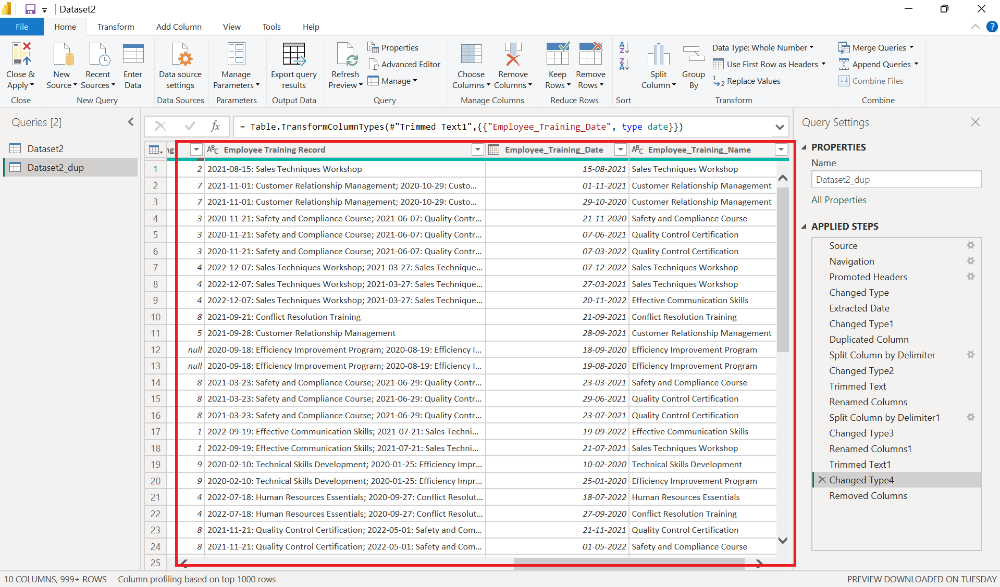 Dataset2
File Home Transform Add Column View Tools Help
Close & Apply
Close
New Source
Recent Sources
Enter Data
New Query
Data source settings
Data Sources
Manage Parameters
Parameters
Export query results
Output Data
Refresh Preview
Properties
Advanced Editor
Manage
Query
Choose Columns
Remove Columns
Manage Columns
Keep Rows
Remove Rows
Reduce Rows
Sort
Split Column
Group By
Data Type: Whole Number
Use First Row as Headers
Replace Values
Transform
Merge Queries
Append Queries
Combine Files
Combine
Queries [2]
Dataset2
Dataset2_dup
fx = Table.TransformColumnTypes(#"Trimmed Text1",{{"Employee_Training_Date", type date}})
ng ABC Employee Training Record Employee_Training_Date ABC Employee_Training_Name
1 2 2021-08-15: Sales Techniques Workshop 15-08-2021 Sales Techniques Workshop
2 7 2021-11-01: Customer Relationship Management; 2020-10-29: Custo... 01-11-2021 Customer Relationship Management
3 7 2021-11-01: Customer Relationship Management; 2020-10-29: Custo... 29-10-2020 Customer Relationship Management
4 3 2020-11-21: Safety and Compliance Course; 2021-06-07: Quality Contr... 21-11-2020 Safety and Compliance Course
5 3 2020-11-21: Safety and Compliance Course; 2021-06-07: Quality Contr... 07-06-2021 Quality Control Certification
6 3 2020-11-21: Safety and Compliance Course; 2021-06-07: Quality Contr... 07-03-2022 Quality Control Certification
7 4 2022-12-07: Sales Techniques Workshop; 2021-03-27: Sales Technique... 07-12-2022 Sales Techniques Workshop
8 4 2022-12-07: Sales Techniques Workshop; 2021-03-27: Sales Technique... 27-03-2021 Sales Techniques Workshop
9 4 2022-12-07: Sales Techniques Workshop; 2021-03-27: Sales Technique... 20-11-2022 Effective Communication Skills
10 8 2021-09-21: Conflict Resolution Training 21-09-2021 Conflict Resolution Training
11 5 2021-09-28: Customer Relationship Management 28-09-2021 Customer Relationship Management
12 null 2020-09-18: Efficiency Improvement Program; 2020-08-19: Efficiency I... 18-09-2020 Efficiency Improvement Program
13 null 2020-09-18: Efficiency Improvement Program; 2020-08-19: Efficiency I... 19-08-2020 Efficiency Improvement Program
14 8 2021-03-23: Safety and Compliance Course; 2021-06-29: Quality Contr... 23-03-2021 Safety and Compliance Course
15 8 2021-03-23: Safety and Compliance Course; 2021-06-29: Quality Contr... 29-06-2021 Quality Control Certification
16 8 2021-03-23: Safety and Compliance Course; 2021-06-29: Quality Contr... 23-07-2021 Quality Control Certification
17 1 2022-09-19: Effective Communication Skills; 2021-07-21: Sales Techni... 19-09-2022 Effective Communication Skills
18 1 2022-09-19: Effective Communication Skills; 2021-07-21: Sales Techni... 21-07-2021 Sales Techniques Workshop
19 9 2020-02-10: Technical Skills Development; 2020-01-25: Efficiency Impr... 10-02-2020 Technical Skills Development
20 9 2020-02-10: Technical Skills Development; 2020-01-25: Efficiency Impr... 25-01-2020 Efficiency Improvement Program
21 4 2022-07-18: Human Resources Essentials; 2020-09-27: Conflict Resolut... 18-07-2022 Human Resources Essentials
22 4 2022-07-18: Human Resources Essentials; 2020-09-27: Conflict Resolut... 27-09-2020 Conflict Resolution Training
23 8 2021-11-21: Quality Control Certification; 2022-05-01: Safety and Com... 21-11-2021 Quality Control Certification
24 8 2021-11-21: Quality Control Certification; 2022-05-01: Safety and Com... 01-05-2022 Safety and Compliance Course
25
Query Settings
PROPERTIES
Name
Dataset2_dup
All Properties
APPLIED STEPS
Source
Navigation
Promoted Headers
Changed Type
Extracted Date
Changed Type1
Duplicated Column
Split Column by Delimiter
Changed Type2
Trimmed Text
Renamed Columns
Split Column by Delimiter1
Changed Type3
Renamed Columns1
Trimmed Text1
Changed Type4
Removed Columns
10 COLUMNS, 999+ ROWS Column profiling based on top 1000 rows PREVIEW DOWNLOADED ON TUESDAY